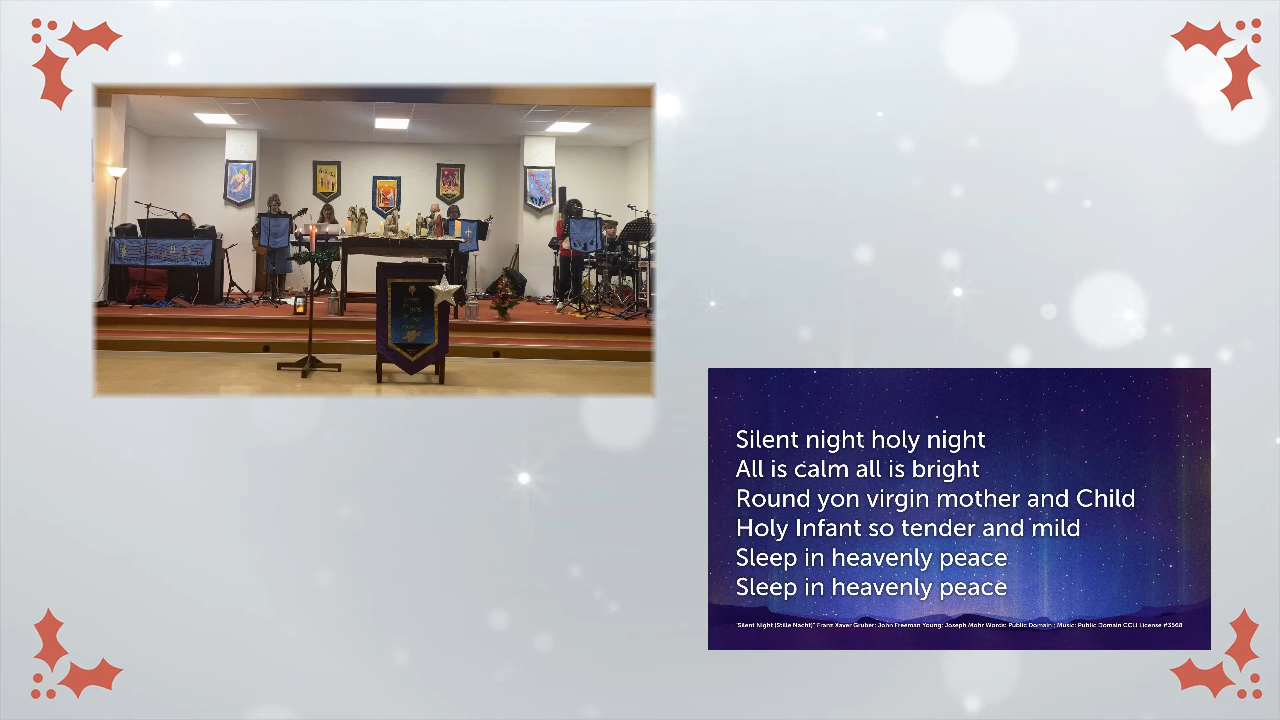 Silent night holy night
All is calm all is bright
Round yon virgin mother and Child
Holy Infant so tender and mild
Sleep in heavenly peace
Sleep in heavenly peace
"Silent Night (Stille Nacht)" Franz Xaver Gruber; John Freeman Young; Joseph Mohr Words: Public Domain ; Music: Public Domain CCLI License #3568